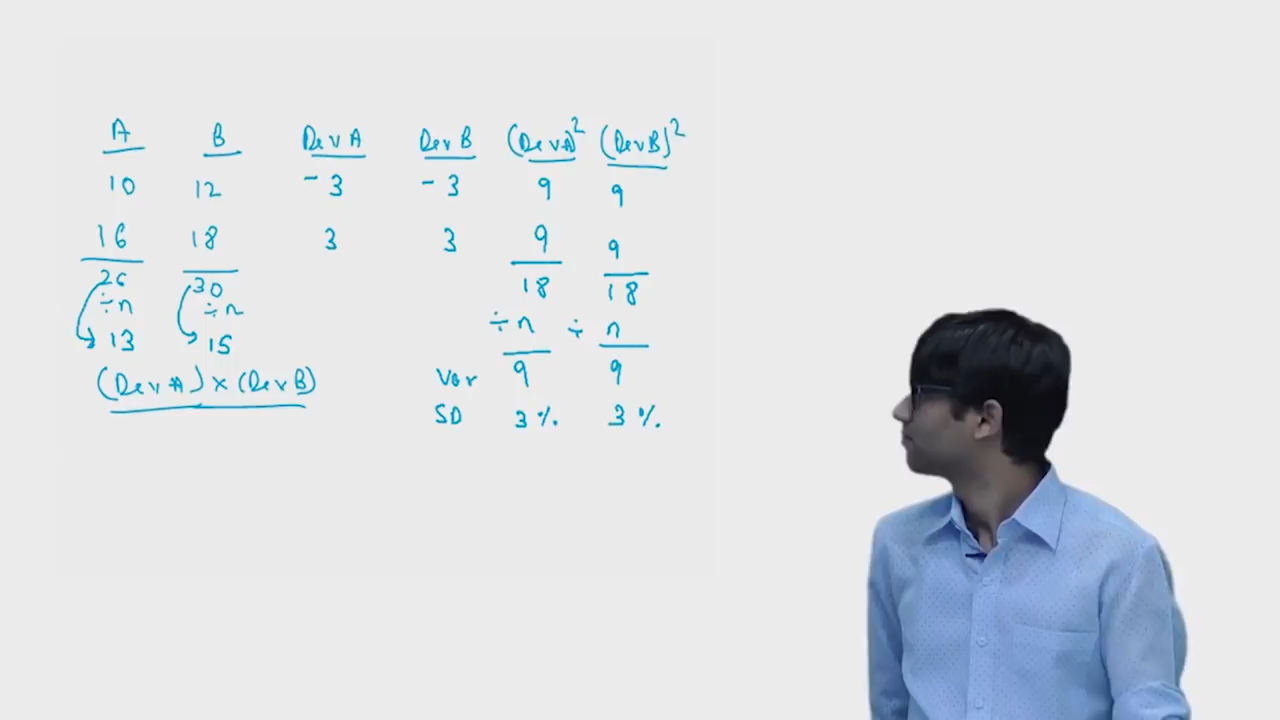 A B Dev A Dev B (Dev A)² (Dev B)²
10 12 -3 -3 9 9
16 18 3 3 9 9
26 30 18 18
÷n ÷n ÷n ÷n
13 15 9 9
(Dev A) × (Dev B) Var
SD 3% 3%